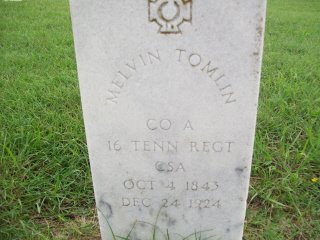 MELVIN TOMLIN
CO A
16 TENN REGT
CSA
OCT 4 1843
DEC 24 1924